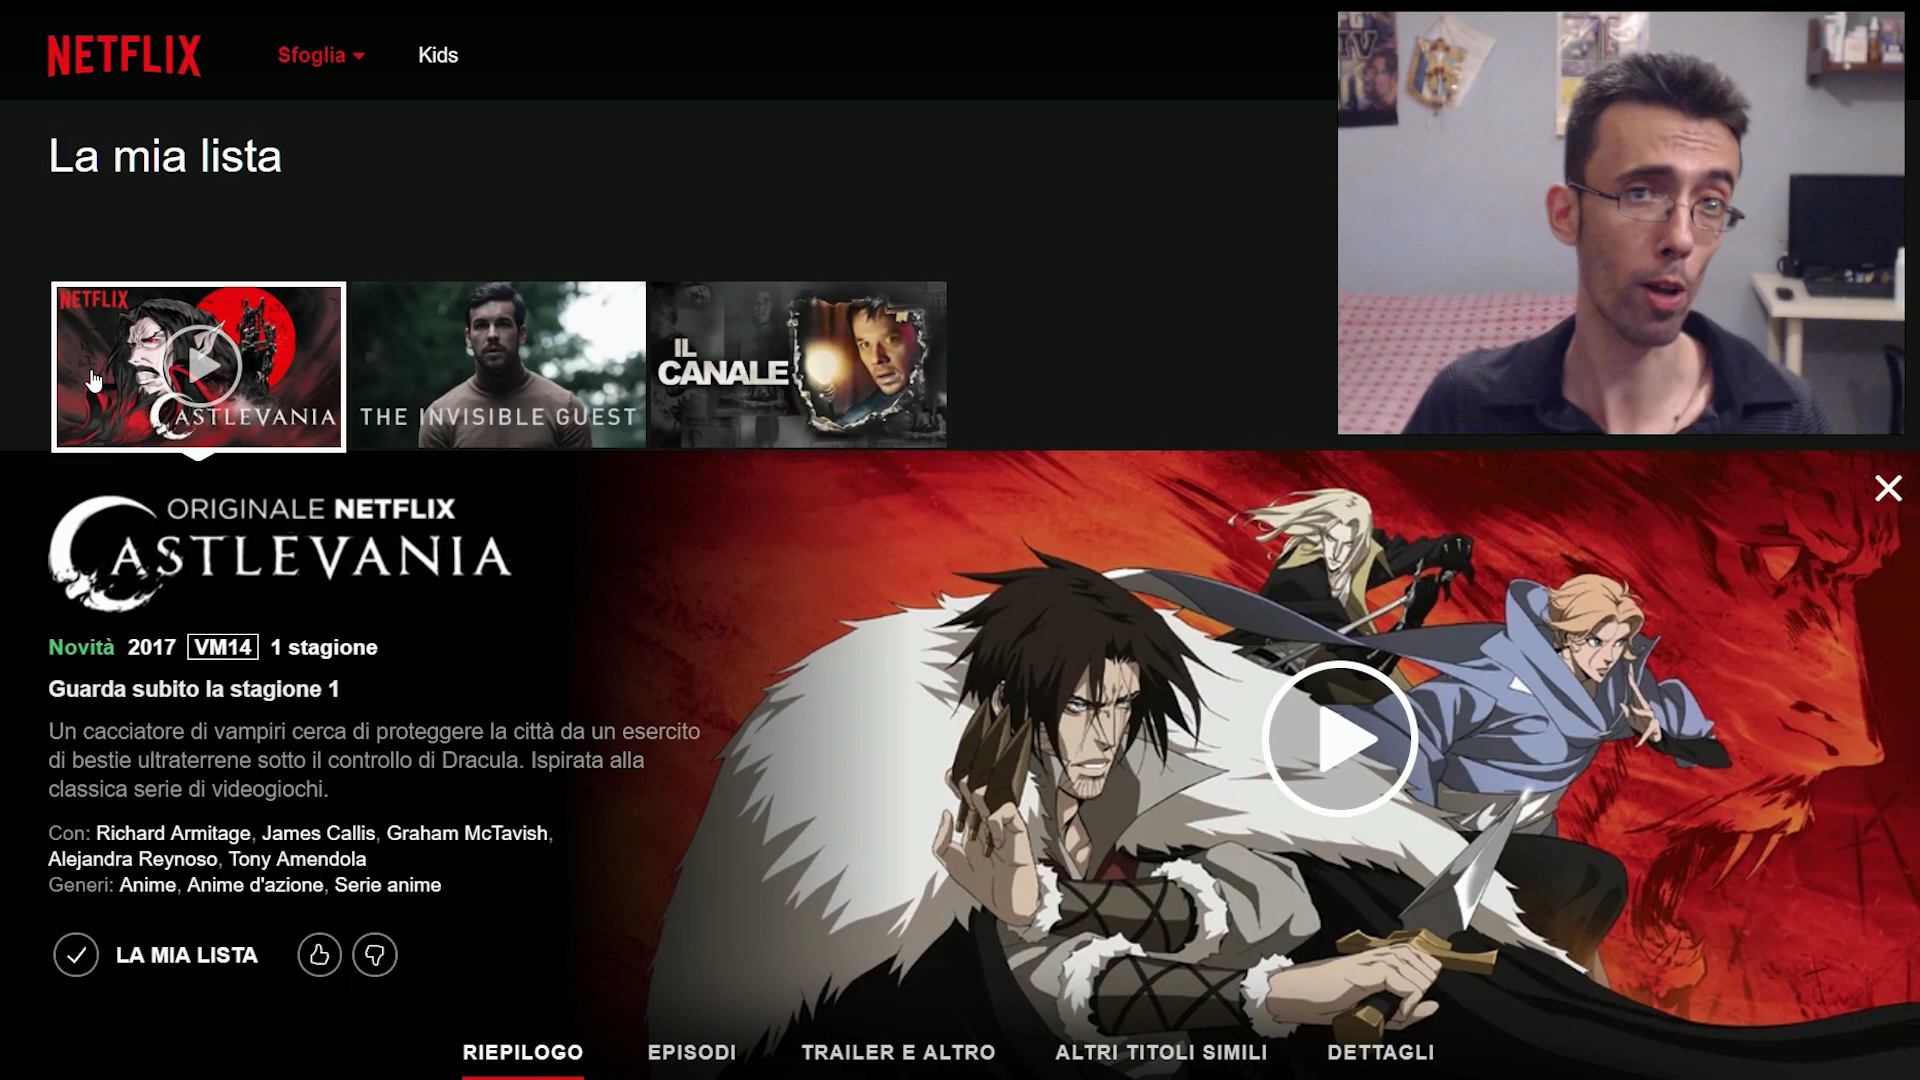 NETFLIX
Sfoglia
Kids
La mia lista
NETFLIX
CASTLEVANIA
THE INVISIBLE GUEST
IL
CANALE
ORIGINALE NETFLIX
CASTLEVANIA
Novità 2017 VM14 1 stagione
Guarda subito la stagione 1
Un cacciatore di vampiri cerca di proteggere la città da un esercito
di bestie ultraterrene sotto il controllo di Dracula. Ispirata alla
classica serie di videogiochi.
Con: Richard Armitage, James Callis, Graham McTavish,
Alejandra Reynoso, Tony Amendola
Generi: Anime, Anime d'azione, Serie anime
LA MIA LISTA
RIEPILOGO EPISODI TRAILER E ALTRO ALTRI TITOLI SIMILI DETTAGLI